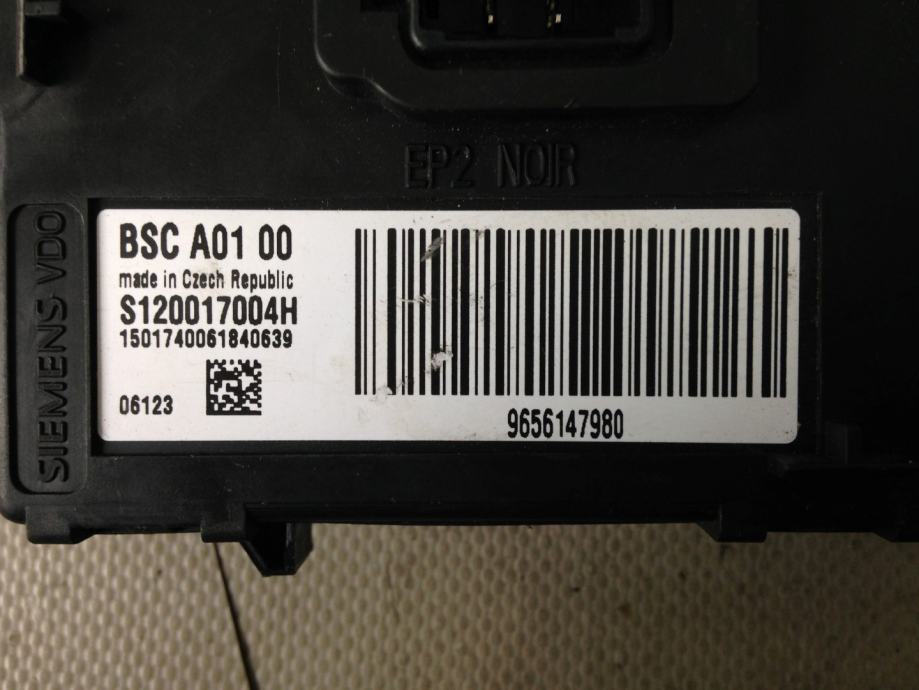 EP2 NOIR
SIEMENS VDO
BSC A01 00
made in Czech Republic
S120017004H
1501740061840639
06123
9656147980